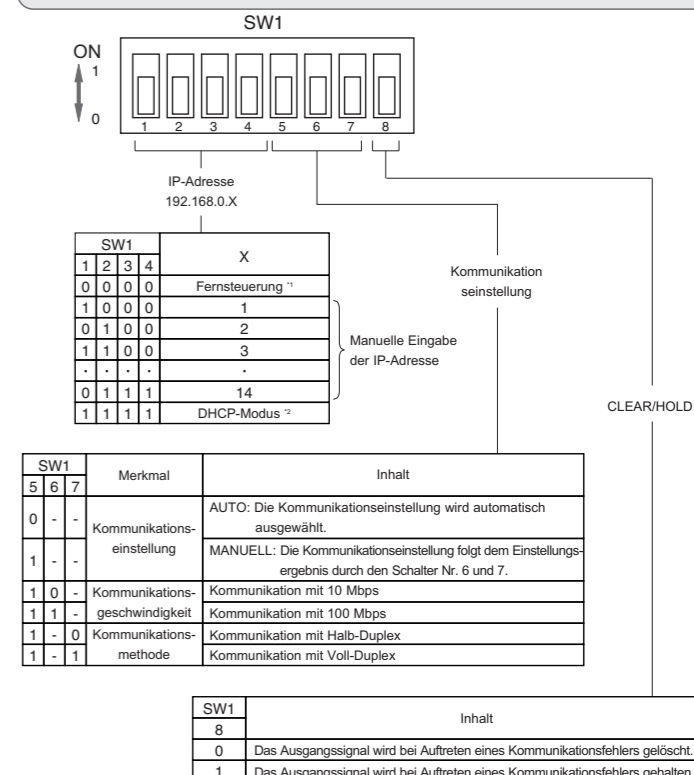 SW1
ON
1
0
1 2 3 4 5 6 7 8
IP-Adresse
192.168.0.X
SW1 X
1 2 3 4
0 0 0 0 Fernsteuerung *1
1 0 0 0 1
0 1 0 0 2
1 1 0 0 3
· · · · ·
0 1 1 1 14
1 1 1 1 DHCP-Modus *2
Manuelle Eingabe
der IP-Adresse
Kommunikation
seinstellung
CLEAR/HOLD
SW1 Merkmal Inhalt
5 6 7
0 - - Kommunikations-
einstellung
AUTO: Die Kommunikationseinstellung wird automatisch
ausgewählt.
1 - - MANUELL: Die Kommunikationseinstellung folgt dem Einstellungs-
ergebnis durch den Schalter Nr. 6 und 7.
1 0 - Kommunikations- Kommunikation mit 10 Mbps
1 1 - geschwindigkeit Kommunikation mit 100 Mbps
1 - 0 Kommunikations- Kommunikation mit Halb-Duplex
1 - 1 methode Kommunikation mit Voll-Duplex
SW1 Inhalt
8
0 Das Ausgangssignal wird bei Auftreten eines Kommunikationsfehlers gelöscht.
1 Das Ausgangssignal wird bei Auftreten eines Kommunikationsfehlers gehalten.